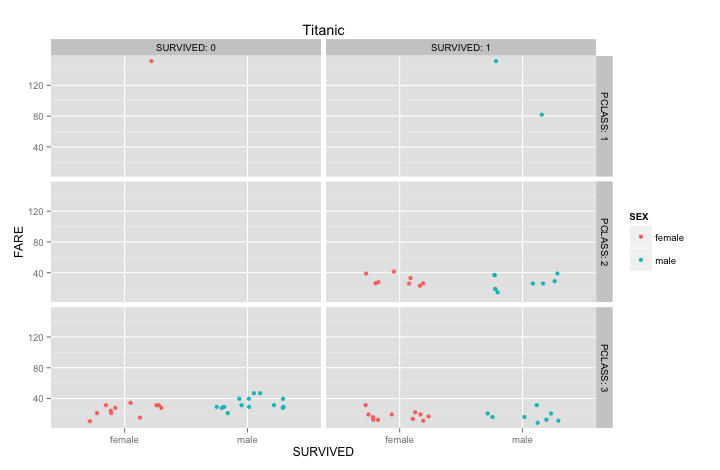 Titanic
SURVIVED: 0
SURVIVED: 1
120
80
40
PCLASS: 1
120
80
40
PCLASS: 2
120
80
40
PCLASS: 3
FARE
female
male
female
male
SURVIVED
SEX
female
male